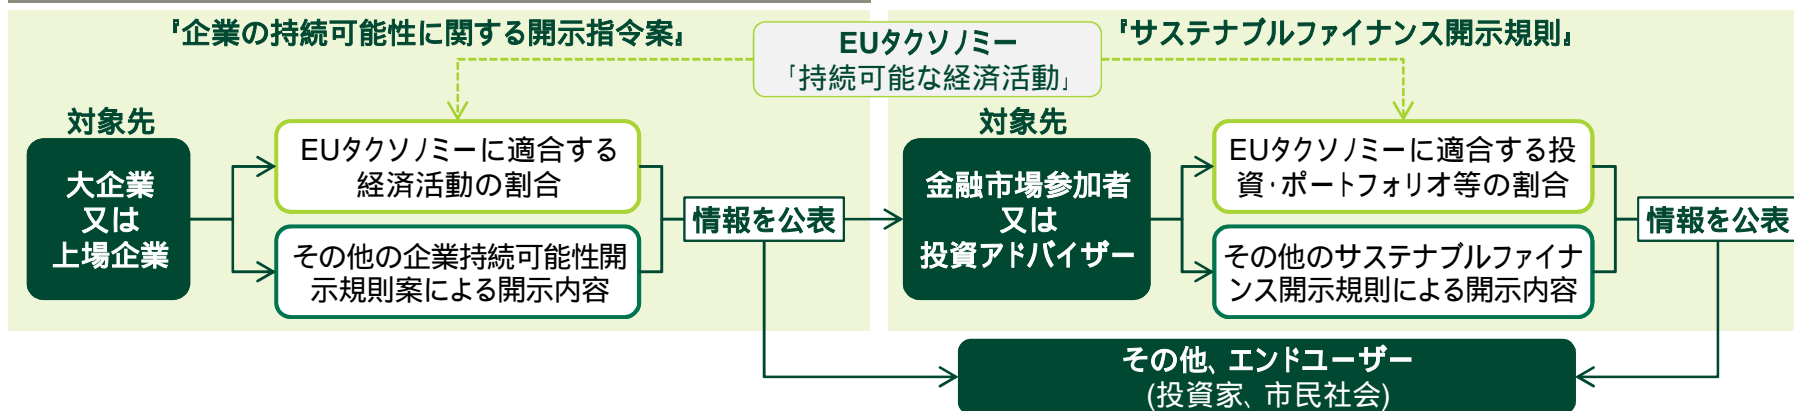 『企業の持続可能性に関する開示指令案』
EUタクソノミー
「持続可能な経済活動」
『サステナブルファイナンス開示規則』
対象先
大企業
又は
上場企業
EUタクソノミーに適合する
経済活動の割合
その他の企業持続可能性開
示規則案による開示内容
情報を公表
対象先
金融市場参加者
又は
投資アドバイザー
EUタクソノミーに適合する投
資・ポートフォリオ等の割合
その他のサステナブルファイナ
ンス開示規則による開示内容
情報を公表
その他、エンドユーザー
(投資家、市民社会)